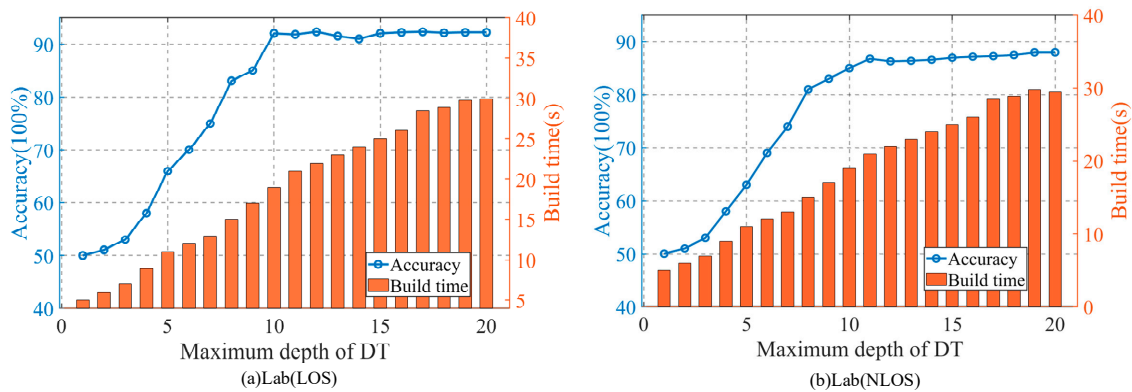 Accuracy(100%)
90
80
70
60
50
40
40
35
30
25
20
15
10
5
Build time(s)
Accuracy
Build time
0 5 10 15 20
Maximum depth of DT
(a)Lab(LOS)
Accuracy(100%)
90
80
70
60
50
40
40
30
20
10
0
Build time(s)
Accuracy
Build time
0 5 10 15 20
Maximum depth of DT
(b)Lab(NLOS)